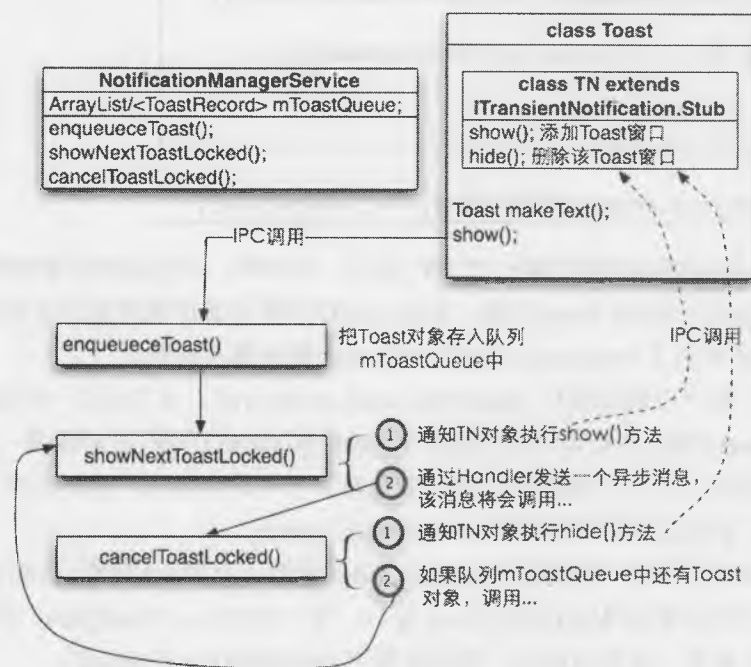 class Toast
NotificationManagerService
ArrayList/<ToastRecord> mToastQueue;
enqueueceToast();
showNextToastLocked();
cancelToastLocked();
class TN extends
ITransientNotification.Stub
show(); 添加Toast窗口
hide(); 删除该Toast窗口
Toast makeText();
show();
IPC调用
enqueueceToast()
把Toast对象存入队列
mToastQueue中
IPC调用
showNextToastLocked()
1 通知TN对象执行show()方法
2 通过Handler发送一个异步消息，
该消息将会调用...
cancelToastLocked()
1 通知TN对象执行hide()方法
2 如果队列mToastQueue中还有Toast
对象，调用...